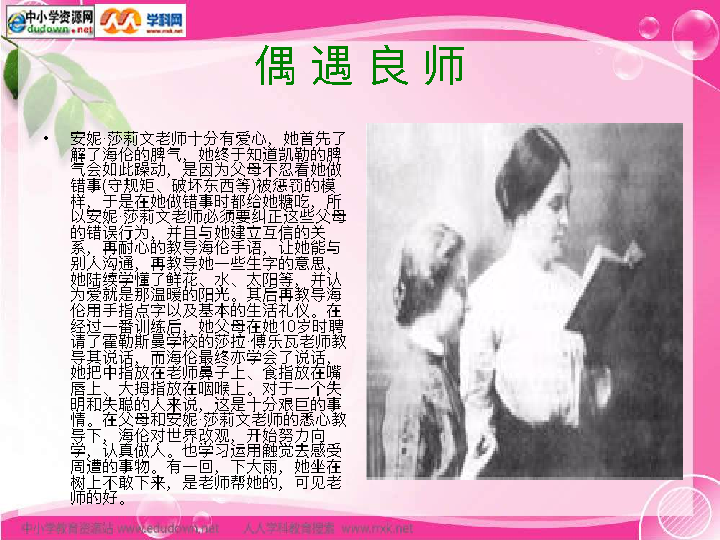 中小学资源网
edudown.net
学科网
www.nxk.net
偶遇良师
• 安妮·莎莉文老师十分有爱心，她首先了
解了海伦的脾气，她终于知道凯勒的脾
气会如此躁动，是因为父母不忍看她做
错事(守规矩、破坏东西等)被惩罚的模
样，于是在她做错事时都给她糖吃，所
以安妮·莎莉文老师必须要纠正这些父母
的错误行为，并且与她建立互信的关
系，再耐心的教导海伦手语，让她能与
别人沟通，再教导她一些生字的意思，
她陆续学懂了鲜花、水、太阳等，并认
为爱就是那温暖的阳光。其后再教导海
伦用手指点字以及基本的生活礼仪。在
经过一番训练后，她父母在她10岁时聘
请了霍勒斯曼学校的莎拉·傅乐瓦老师教
导其说话，而海伦最终亦学会了说话，
她把中指放在老师鼻子上、食指放在嘴
唇上、大拇指放在咽喉上。对于一个失
明和失聪的人来说，这是十分艰巨的事
情。在父母和安妮·莎莉文老师的悉心教
导下，海伦对世界改观，开始努力向
学，认真做人。也学习运用触觉去感受
周遭的事物。有一回，下大雨，她坐在
树上不敢下来，是老师帮她的，可见老
师的好。
中小学教育资源站 www.edudown.net 人人学科教育搜索 www.nxk.net